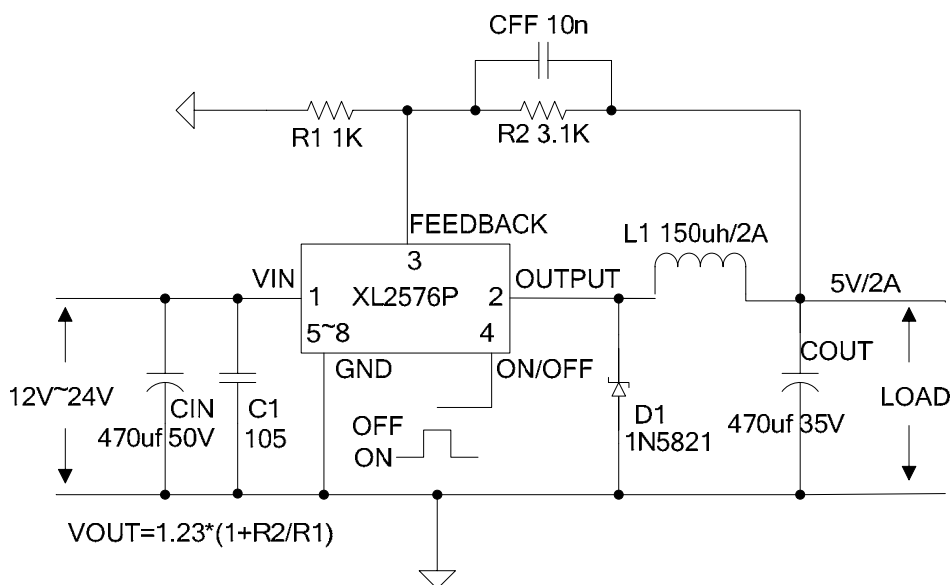 CFF 10n
R1 1K
R2 3.1K
FEEDBACK
L1 150uh/2A
3
VIN
OUTPUT
5V/2A
1
XL2576P
2
5~8
4
GND
ON/OFF
COUT
12V~24V
CIN
470uf 50V
C1
105
OFF
ON
D1
1N5821
470uf 35V
LOAD
VOUT=1.23*(1+R2/R1)